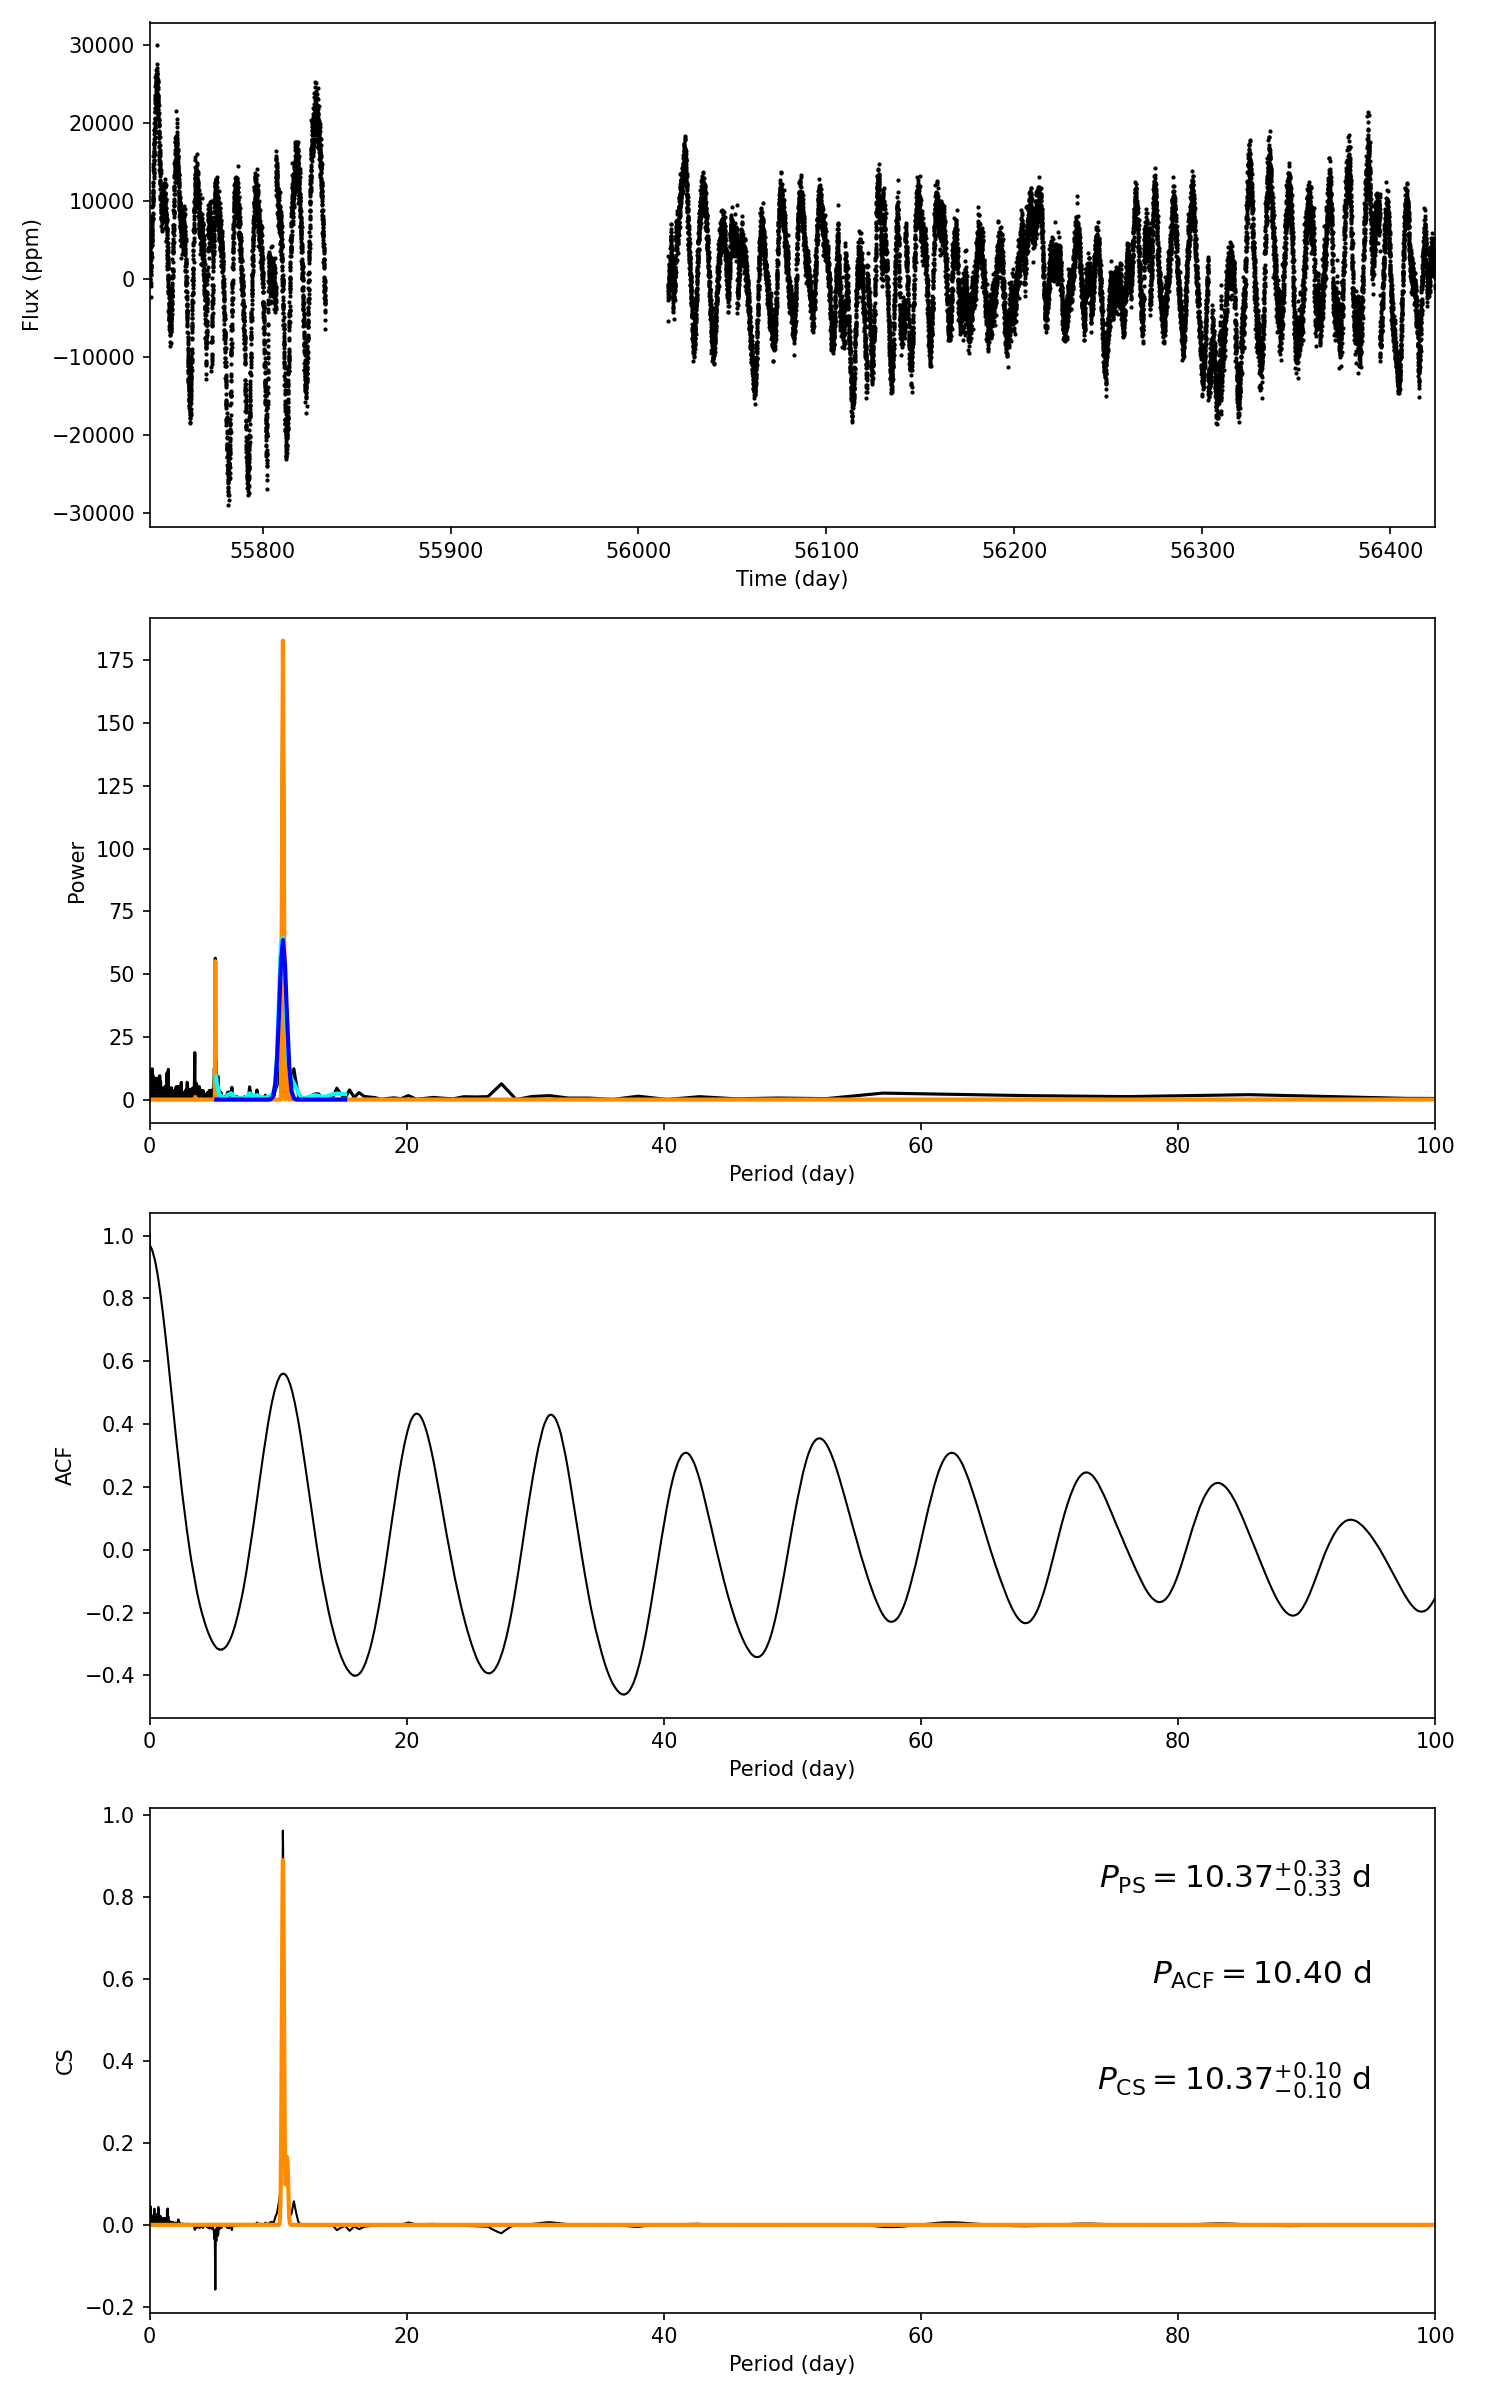 30000
20000
10000
0
−10000
−20000
−30000
Flux (ppm)
55800 55900 56000 56100 56200 56300 56400
Time (day)
175
150
125
100
75
50
25
0
Power
0 20 40 60 80 100
Period (day)
1.0
0.8
0.6
0.4
0.2
0.0
−0.2
−0.4
ACF
0 20 40 60 80 100
Period (day)
1.0
0.8
0.6
0.4
0.2
0.0
−0.2
CS
P_PS = 10.37^{+0.33}_{−0.33} d
P_ACF = 10.40 d
P_CS = 10.37^{+0.10}_{−0.10} d
0 20 40 60 80 100
Period (day)